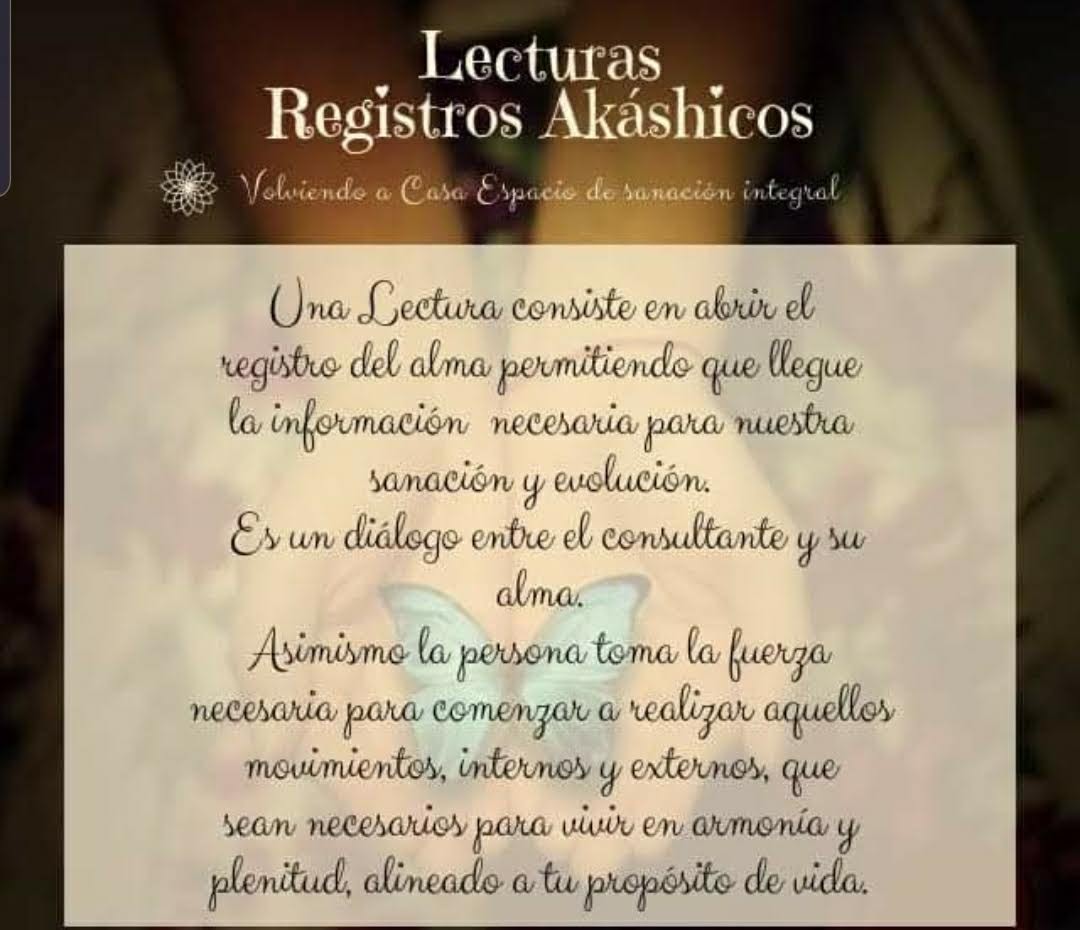 Lecturas
Registros Akáshicos
Volviendo a Casa Espacio de sanación integral
Una Lectura consiste en abrir el
registro del alma permitiendo que llegue
la información necesaria para nuestra
sanación y evolución.
Es un diálogo entre el consultante y su
alma.
Asimismo la persona toma la fuerza
necesaria para comenzar a realizar aquellos
movimientos, internos y externos, que
sean necesarios para vivir en armonía y
plenitud, alineado a tu propósito de vida.